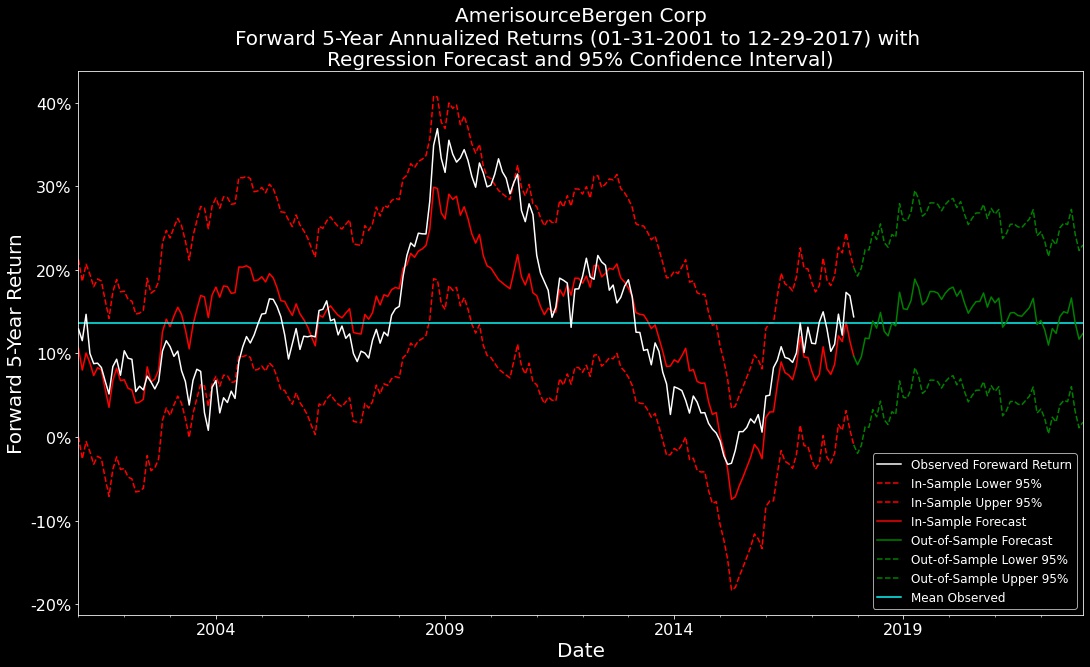 AmerisourceBergen Corp
Forward 5-Year Annualized Returns (01-31-2001 to 12-29-2017) with
Regression Forecast and 95% Confidence Interval)
Forward 5-Year Return
40%
30%
20%
10%
0%
-10%
-20%
Observed Foreward Return
In-Sample Lower 95%
In-Sample Upper 95%
In-Sample Forecast
Out-of-Sample Forecast
Out-of-Sample Lower 95%
Out-of-Sample Upper 95%
Mean Observed
2004
2009
2014
2019
Date